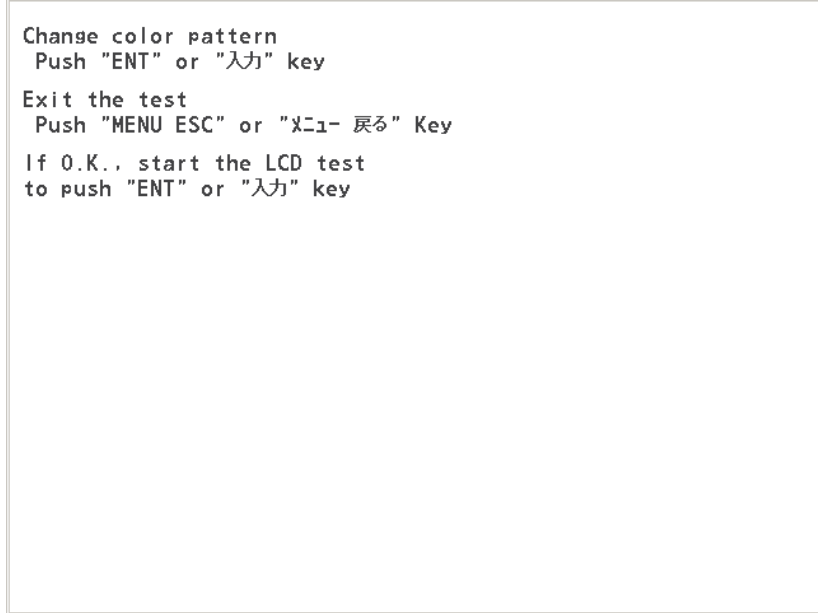 Change color pattern
Push "ENT" or "入力" key
Exit the test
Push "MENU ESC" or "ﾒﾆｭｰ 戻る" Key
If O.K., start the LCD test
to push "ENT" or "入力" key